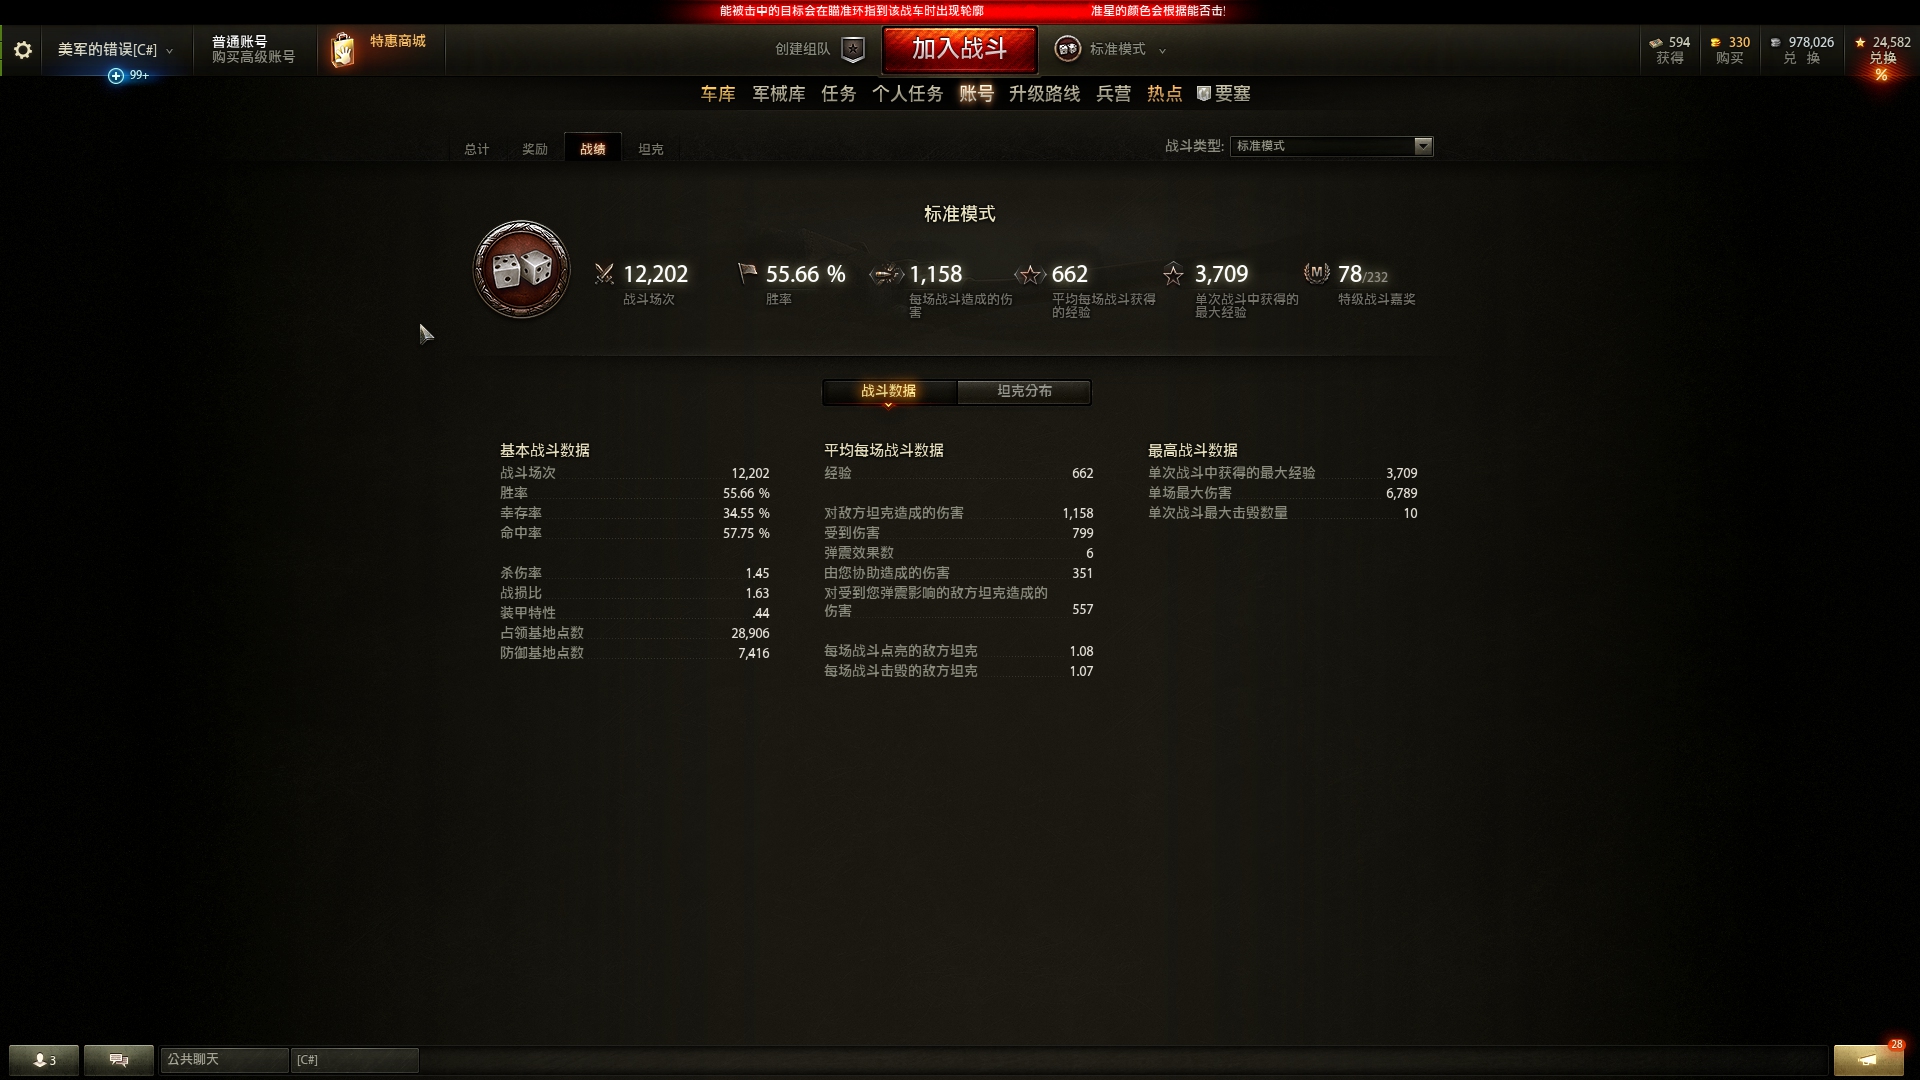 能被击中的目标会在瞄准环指到该战车时出现轮廓
准星的颜色会根据能否击!
美军的错误[C#]
99+
普通账号
购买高级账号
特惠商城
创建组队
加入战斗
标准模式
594
获得
330
购买
978,026
兑 换
24,582
兑换
%
车库 军械库 任务 个人任务 账号 升级路线 兵营 热点 要塞
总计 奖励 战绩 坦克
战斗类型: 标准模式
标准模式
12,202
战斗场次
55.66 %
胜率
1,158
每场战斗造成的伤
害
662
平均每场战斗获得
的经验
3,709
单次战斗中获得的
最大经验
M
78/232
特级战斗嘉奖
战斗数据 坦克分布
基本战斗数据
战斗场次 12,202
胜率 55.66 %
幸存率 34.55 %
命中率 57.75 %
杀伤率 1.45
战损比 1.63
装甲特性 .44
占领基地点数 28,906
防御基地点数 7,416
平均每场战斗数据
经验 662
对敌方坦克造成的伤害 1,158
受到伤害 799
弹震效果数 6
由您协助造成的伤害 351
对受到您弹震影响的敌方坦克造成的
伤害 557
每场战斗点亮的敌方坦克 1.08
每场战斗击毁的敌方坦克 1.07
最高战斗数据
单次战斗中获得的最大经验 3,709
单场最大伤害 6,789
单次战斗最大击毁数量 10
3
公共聊天
[C#]
28